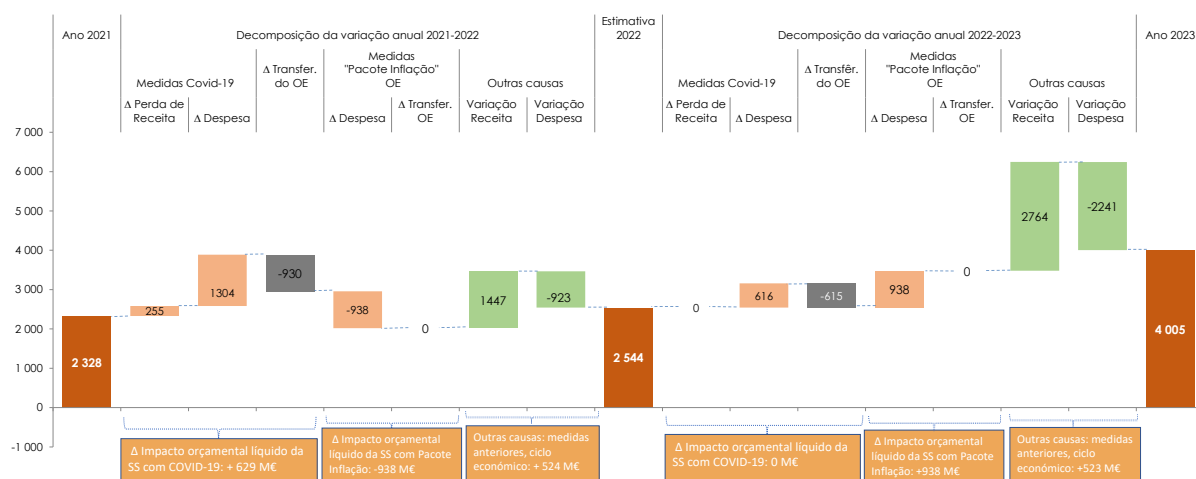 Ano 2021
Decomposição da variação anual 2021-2022
Estimativa
2022
Decomposição da variação anual 2022-2023
Ano 2023
Medidas Covid-19
Δ Transfer.
do OE
Medidas
"Pacote Inflação"
OE
Outras causas
Medidas Covid-19
Δ Transfêr.
do OE
Medidas
"Pacote Inflação"
OE
Outras causas
Δ Perda de
Receita
Δ Despesa
Δ Despesa
Δ Transfer.
OE
Variação
Receita
Variação
Despesa
Δ Perda de
Receita
Δ Despesa
Δ Despesa
Δ Transfer.
OE
Variação
Receita
Variação
Despesa
7 000
6 000
5 000
4 000
3 000
2 000
1 000
0
-1 000
2 328
255
1304
-930
-938
0
1447
-923
2 544
0
616
-615
938
0
2764
-2241
4 005
Δ Impacto orçamental líquido da
SS com COVID-19: + 629 M€
Δ Impacto orçamental
líquido da SS com Pacote
Inflação: -938 M€
Outras causas: medidas
anteriores, ciclo
económico: + 524 M€
Δ Impacto orçamental líquido da
SS com COVID-19: 0 M€
Δ Impacto orçamental
líquido da SS com Pacote
Inflação: +938 M€
Outras causas: medidas
anteriores, ciclo
económico: +523 M€